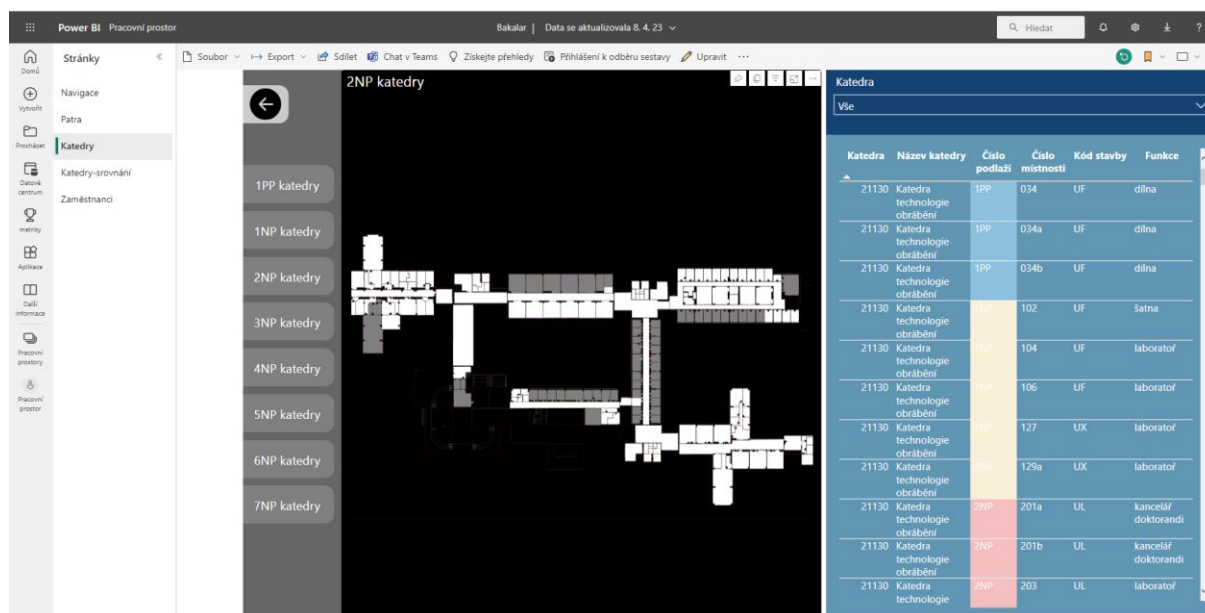 Power BI Pracovní prostor
Bakalar | Data se aktualizovala 8. 4. 23
Hledat
?
Domů
Vytvořit
Procházet
Datové
centrum
metriky
Aplikace
Další
informace
Pracovní
prostory
Pracovní
prostor
Stránky
Navigace
Patra
Katedry
Katedry-srovnání
Zaměstnanci
Soubor
Export
Sdílet
Chat v Teams
Získejte přehledy
Přihlášení k odběru sestavy
Upravit
1PP katedry
1NP katedry
2NP katedry
3NP katedry
4NP katedry
5NP katedry
6NP katedry
7NP katedry
2NP katedry
Katedra
Vše
Katedra Název katedry Číslo podlaží Číslo místnosti Kód stavby Funkce
21130 Katedra technologie obrábění 1PP 034 UF dílna
21130 Katedra technologie obrábění 1PP 034a UF dílna
21130 Katedra technologie obrábění 1PP 034b UF dílna
21130 Katedra technologie obrábění 102 UF šatna
21130 Katedra technologie obrábění 104 UF laboratoř
21130 Katedra technologie obrábění 106 UF laboratoř
21130 Katedra technologie obrábění 127 UX laboratoř
21130 Katedra technologie obrábění 129a UX laboratoř
21130 Katedra technologie obrábění 2NP 201a UL kancelář doktorandi
21130 Katedra technologie obrábění 2NP 201b UL kancelář doktorandi
21130 Katedra technologie 2NP 203 UL laboratoř